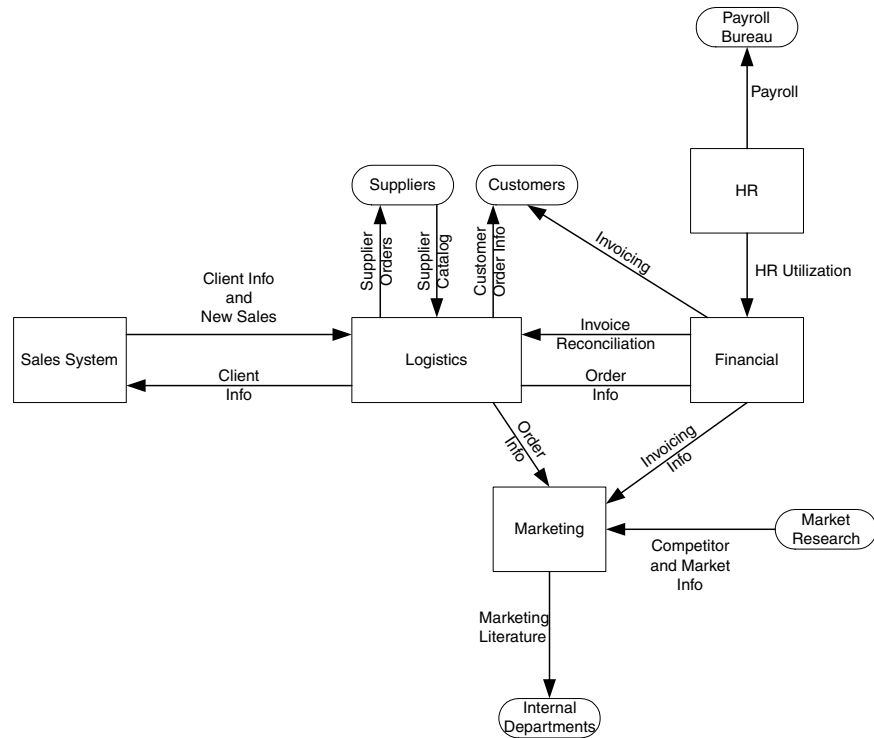 Payroll
Bureau
Payroll
HR
Suppliers
Customers
Supplier
Orders
Supplier
Catalog
Customer
Order Info
Invoicing
HR Utilization
Client Info
and
New Sales
Sales System
Logistics
Invoice
Reconciliation
Financial
Client
Info
Order
Info
Order
Info
Invoicing
Info
Marketing
Market
Research
Competitor
and Market
Info
Marketing
Literature
Internal
Departments